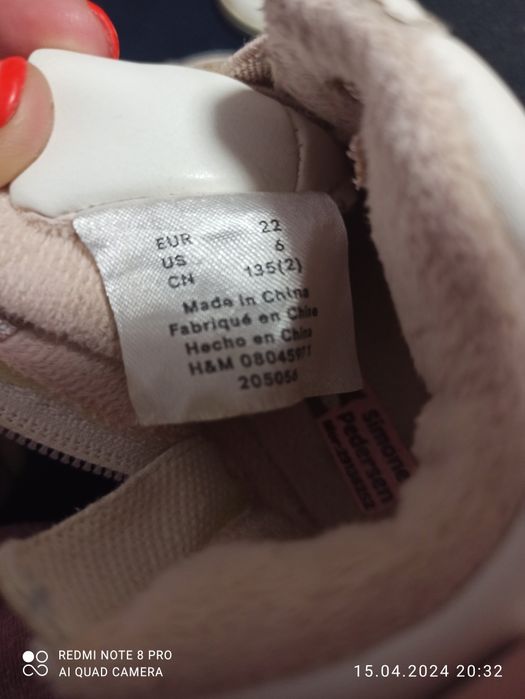 EUR 22
US 6
CN 135(2)
Made in China
Fabriqué en Chine
Hecho en China
H&M
205056
Simone
Pedersen
REDMI NOTE 8 PRO
AI QUAD CAMERA
15.04.2024 20:32